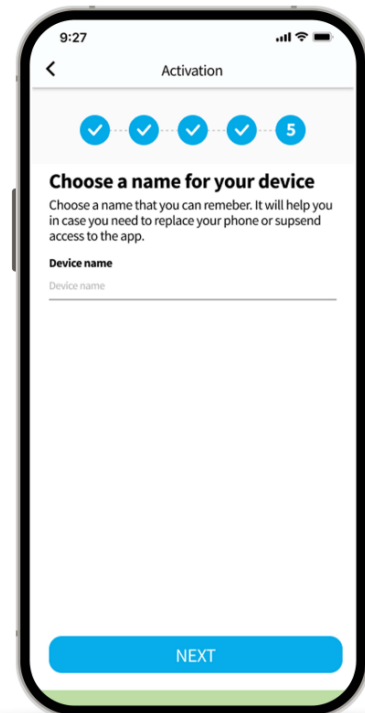 9:27
Activation
5
Choose a name for your device
Choose a name that you can remeber. It will help you
in case you need to replace your phone or supsend
access to the app.
Device name
Device name
NEXT